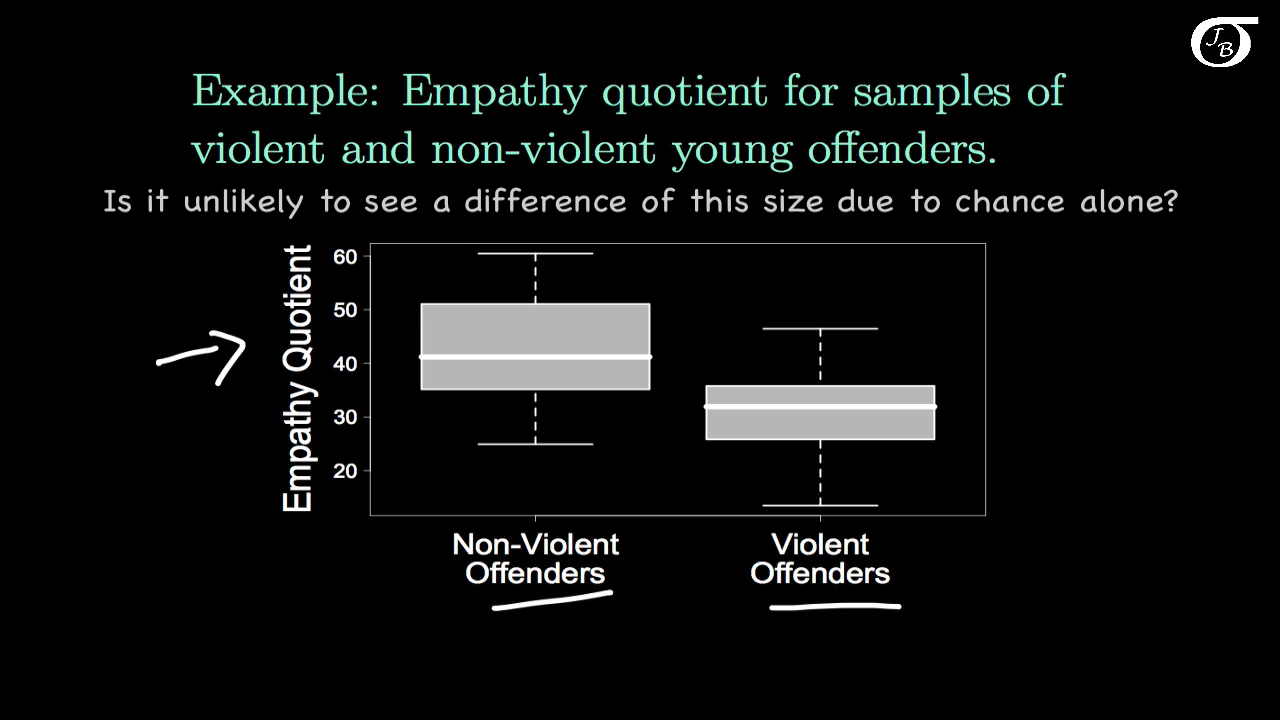 JB
Example: Empathy quotient for samples of
violent and non-violent young offenders.
Is it unlikely to see a difference of this size due to chance alone?
Empathy Quotient
60
50
40
30
20
Non-Violent
Offenders
Violent
Offenders